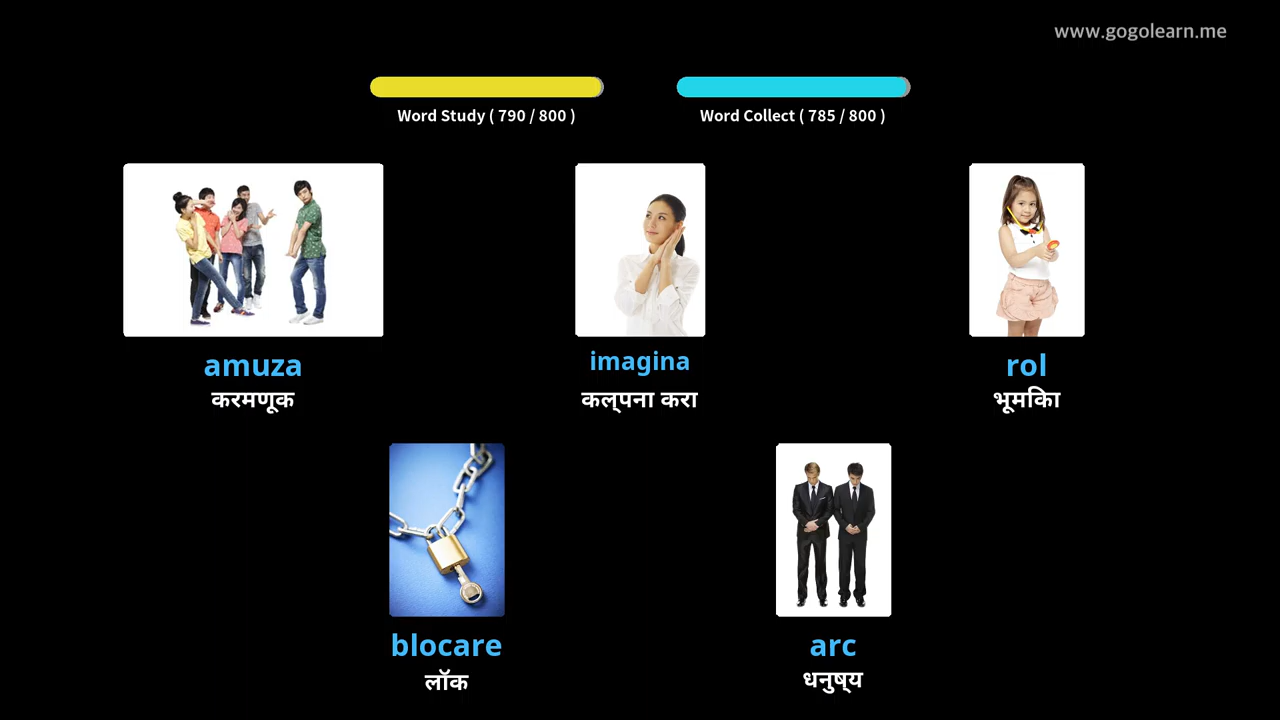 www.gogolearn.me
Word Study ( 790 / 800 )
Word Collect ( 785 / 800 )
amuza
करमणूक
imagina
कल्पना करा
rol
भूमिका
blocare
लॉक
arc
धनुष्य